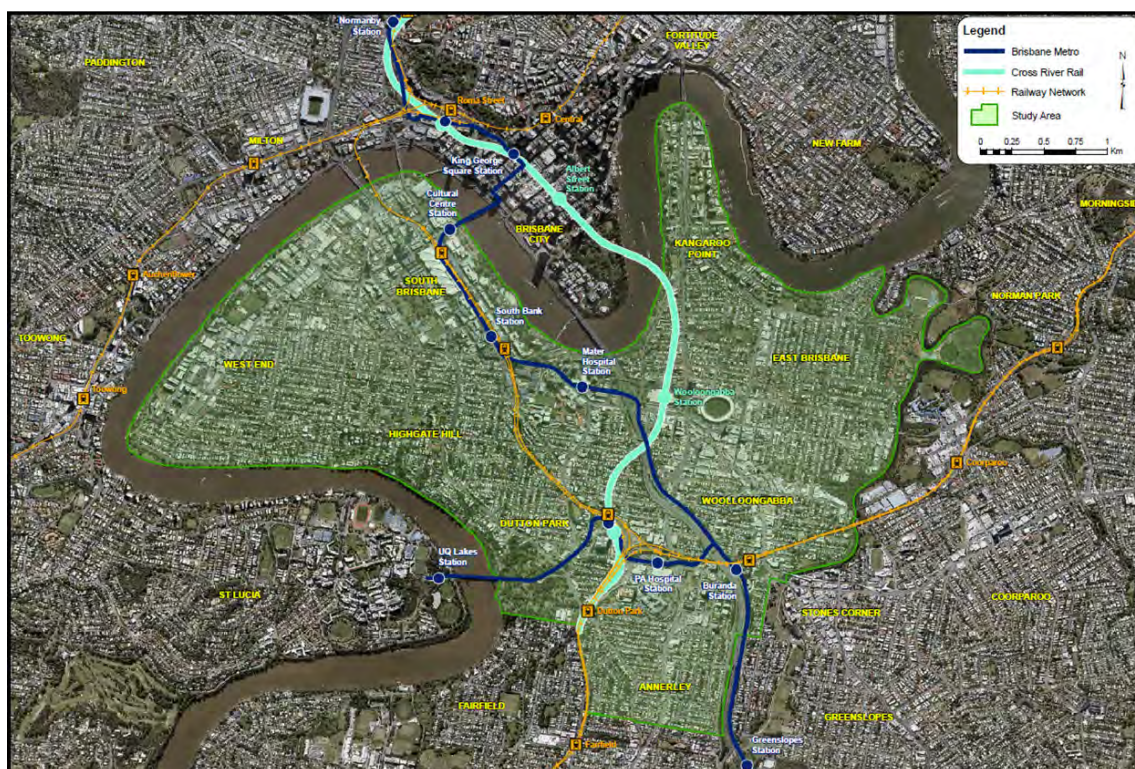 Normanby
Station
FORTITUDE
VALLEY
Legend
Brisbane Metro
Cross River Rail
Railway Network
Study Area
0 0.25 0.5 1
Km
N
PADDINGTON
Roma Street
Central
MILTON
NEW FARM
King George
Square Station
Albert
Street
Station
Cultural
Centre
Station
MORNINGSIDE
BRISBANE
CITY
KANGAROO
POINT
Auchenflower
SOUTH
BRISBANE
NORMAN PARK
South Bank
Station
TOOWONG
Mater
Hospital
Station
EAST BRISBANE
WEST END
Toowong
Woolloongabba
Station
HIGHGATE HILL
Coorparoo
WOOLLOONGABBA
DUTTON PARK
UQ Lakes
Station
PA Hospital
Station
Buranda
Station
ST LUCIA
COORPAROO
Dutton Park
STONES CORNER
ANNERLEY
FAIRFIELD
GREENSLOPES
Fairfield
Greenslopes
Station